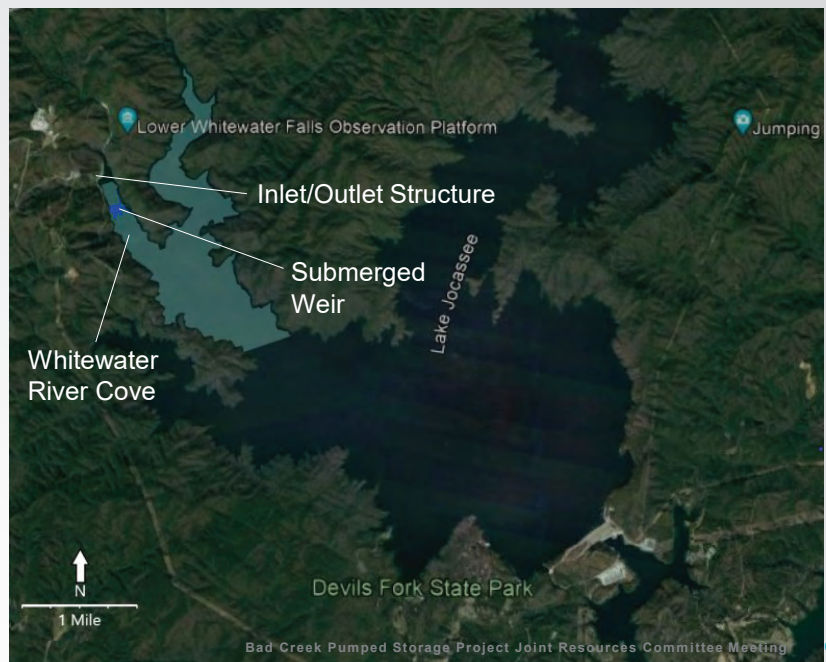 Lower Whitewater Falls Observation Platform
Jumping
Inlet/Outlet Structure
Submerged
Weir
Lake Jocassee
Whitewater
River Cove
N
1 Mile
Devils Fork State Park
Bad Creek Pumped Storage Project Joint Resources Committee Meeting